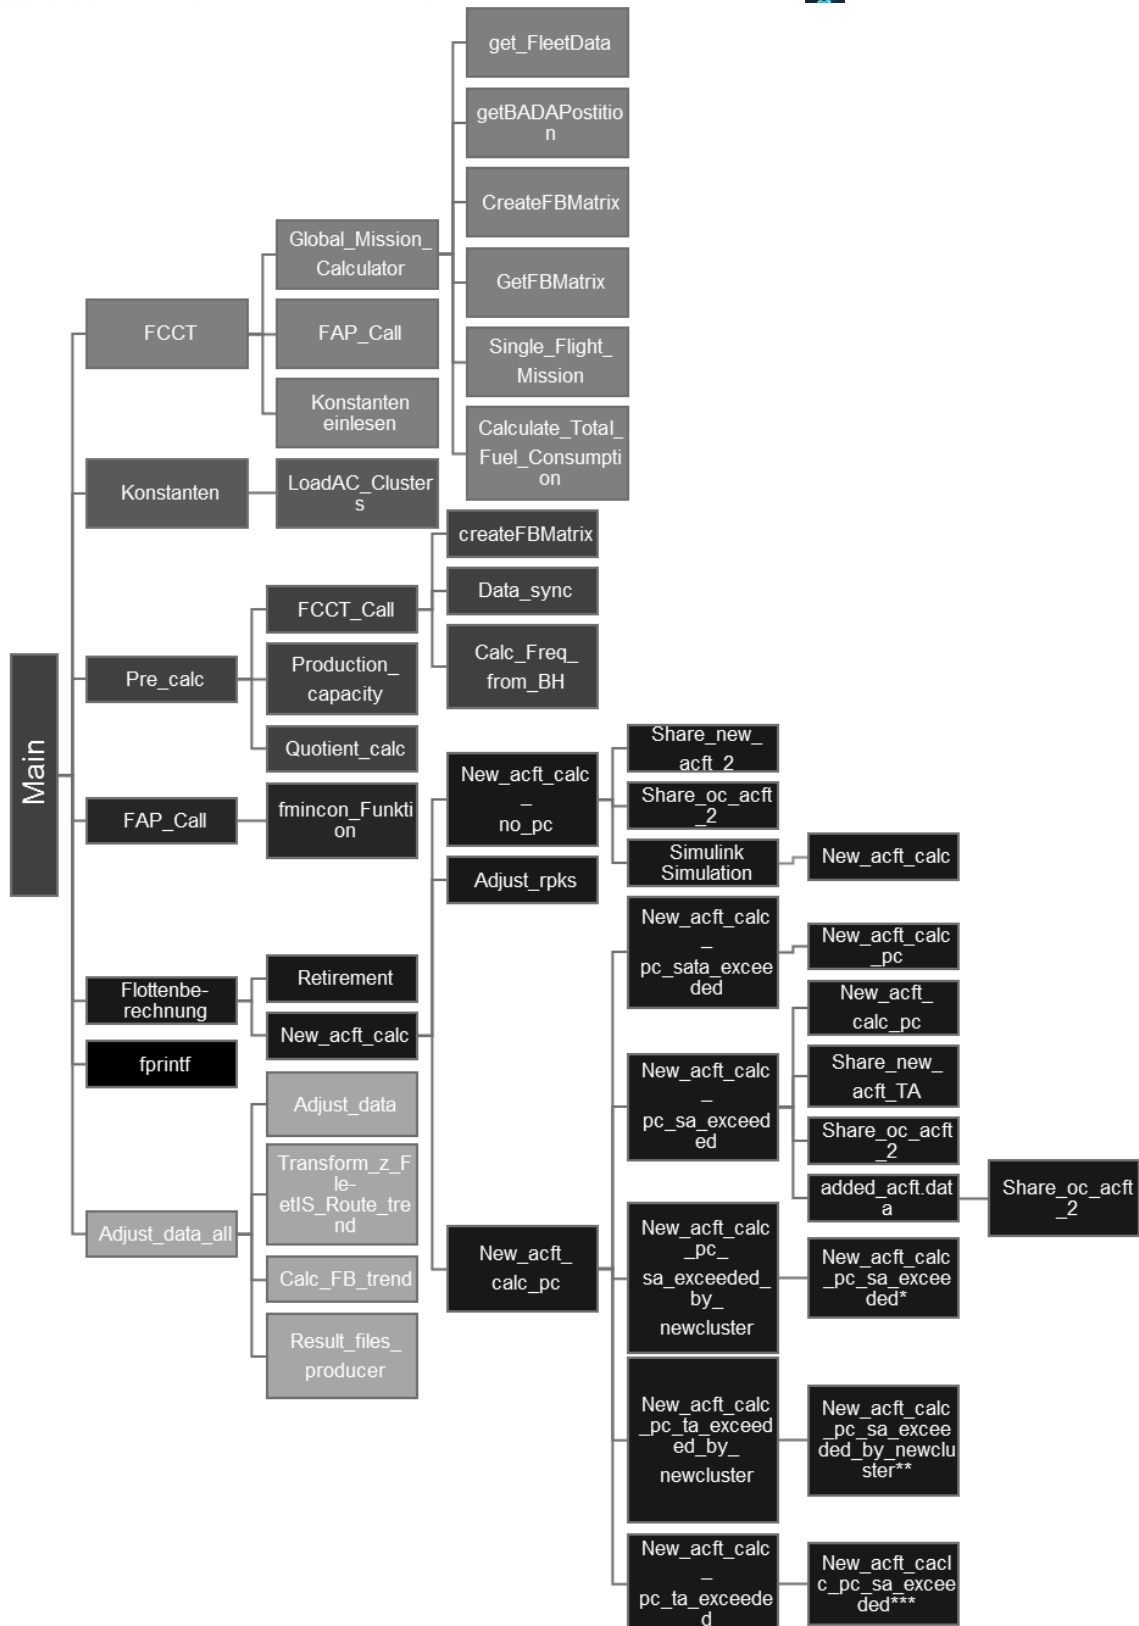 Main
FCCT
Global_Mission_
Calculator
get_FleetData
getBADAPostitio
n
CreateFBMatrix
GetFBMatrix
Single_Flight_
Mission
Calculate_Total_
Fuel_Consumpti
on
FAP_Call
Konstanten
einlesen
Konstanten
LoadAC_Cluster
s
Pre_calc
FCCT_Call
createFBMatrix
Data_sync
Calc_Freq_
from_BH
Production_
capacity
Quotient_calc
FAP_Call
fmincon_Funkti
on
Flottenbe-
rechnung
Retirement
New_acft_calc
New_acft_calc
_
no_pc
Share_new_
acft_2
Share_oc_acft
_2
Simulink
Simulation
New_acft_calc
Adjust_rpks
New_acft_
calc_pc
New_acft_calc
_
pc_sata_excee
ded
New_acft_calc
_pc
New_acft_calc
_
pc_sa_exceed
ed
New_acft_
calc_pc
Share_new_
acft_TA
Share_oc_acft
_2
added_acft.dat
a
Share_oc_acft
_2
New_acft_calc
_pc_
sa_exceeded_
by_
newcluster
New_acft_calc
_pc_sa_excee
ded*
New_acft_calc
_pc_ta_exceed
ed_by_
newcluster
New_acft_calc
_pc_sa_excee
ded_by_newclu
ster**
New_acft_calc
_
pc_ta_exceede
d
New_acft_cacl
c_pc_sa_excee
ded***
fprintf
Adjust_data_all
Adjust_data
Transform_z_F
le-
etIS_Route_tre
nd
Calc_FB_trend
Result_files_
producer